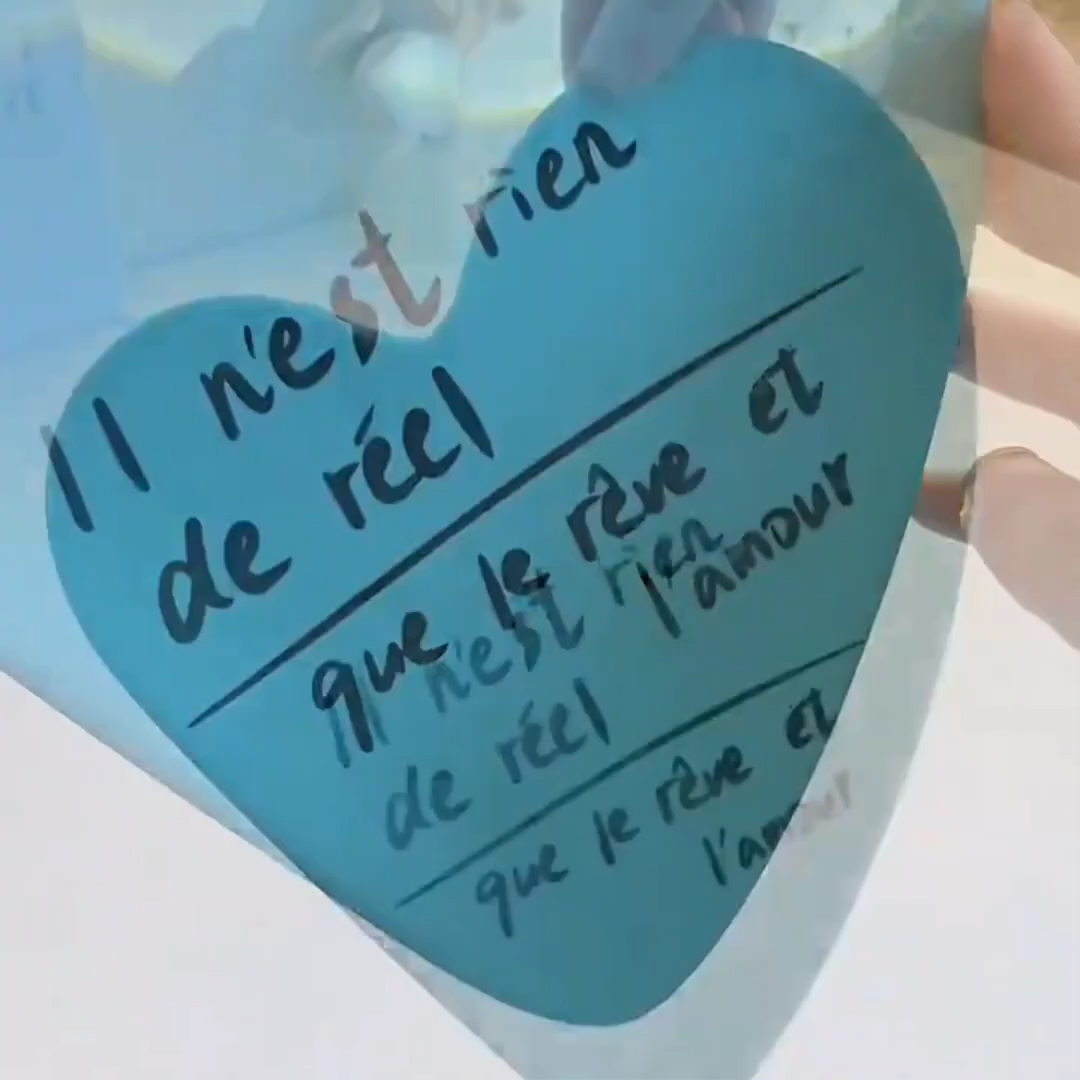 Il n'est rien
de réel
que le rêve et
l'amour
Il n'est rien
de réel
que le rêve et
l'amour